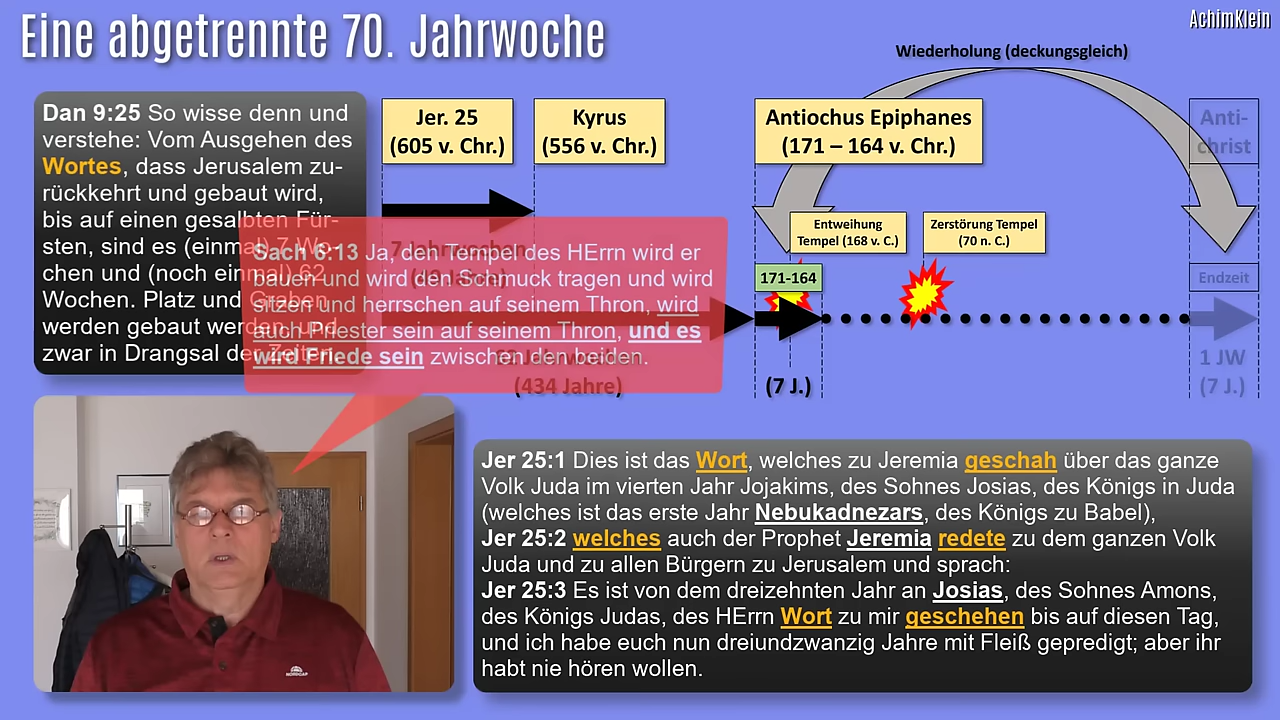 Eine abgetrennte 70. Jahrwoche
AchimKlein
Wiederholung (deckungsgleich)
Dan 9:25 So wisse denn und
verstehe: Vom Ausgehen des
Wortes, dass Jerusalem zu-
rückkehrt und gebaut wird,
bis auf einen gesalbten Für-
sten, sind es (einmal) 7 Wo-
chen und (noch einmal) 62
Wochen. Platz und Graben
werden gebaut werden, und
zwar in Drangsal der Zeiten.
Jer. 25
(605 v. Chr.)
Kyrus
(556 v. Chr.)
Antiochus Epiphanes
(171 – 164 v. Chr.)
Anti-
christ
Entweihung
Tempel (168 v. C.)
Zerstörung Tempel
(70 n. C.)
171-164
Endzeit
7 Jahrwochen
Sach 6:13 Ja, den Tempel des HErrn wird er
bauen und wird den Schmuck tragen und wird
sitzen und herrschen auf seinem Thron, wird
auch Priester sein auf seinem Thron, und es
wird Friede sein zwischen den beiden.
(434 Jahre)
(7 J.)
1 JW
(7 J.)
Jer 25:1 Dies ist das Wort, welches zu Jeremia geschah über das ganze
Volk Juda im vierten Jahr Jojakims, des Sohnes Josias, des Königs in Juda
(welches ist das erste Jahr Nebukadnezars, des Königs zu Babel),
Jer 25:2 welches auch der Prophet Jeremia redete zu dem ganzen Volk
Juda und zu allen Bürgern zu Jerusalem und sprach:
Jer 25:3 Es ist von dem dreizehnten Jahr an Josias, des Sohnes Amons,
des Königs Judas, des HErrn Wort zu mir geschehen bis auf diesen Tag,
und ich habe euch nun dreiundzwanzig Jahre mit Fleiß gepredigt; aber ihr
habt nie hören wollen.
NORDCAP